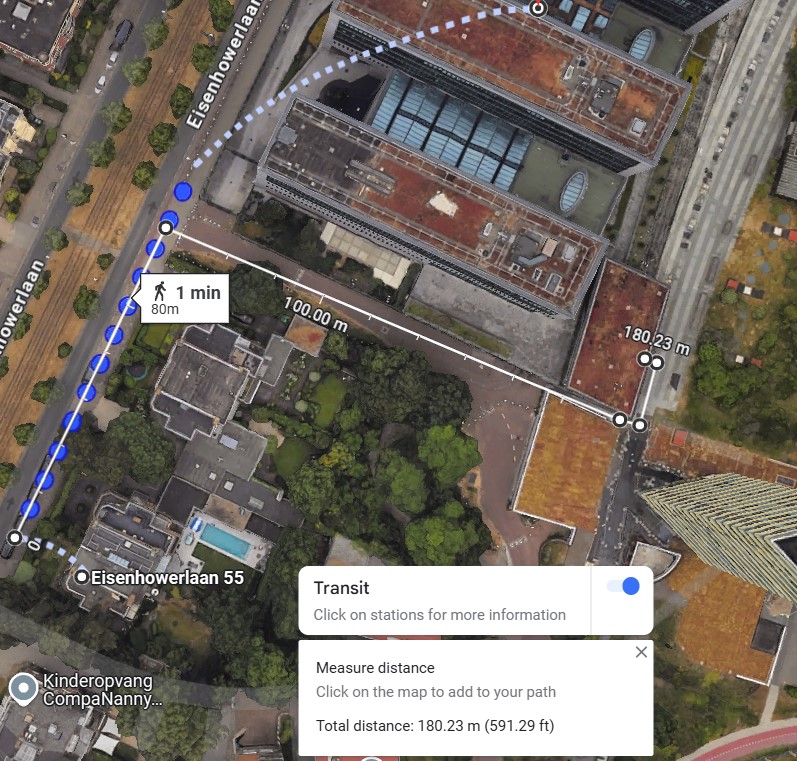 Eisenhowerlaan
howerlaan
1 min
80m
100.00 m
180.23 m
0
Eisenhowerlaan 55
Transit
Click on stations for more information
Kinderopvang
CompaNanny...
Measure distance
Click on the map to add to your path
Total distance: 180.23 m (591.29 ft)